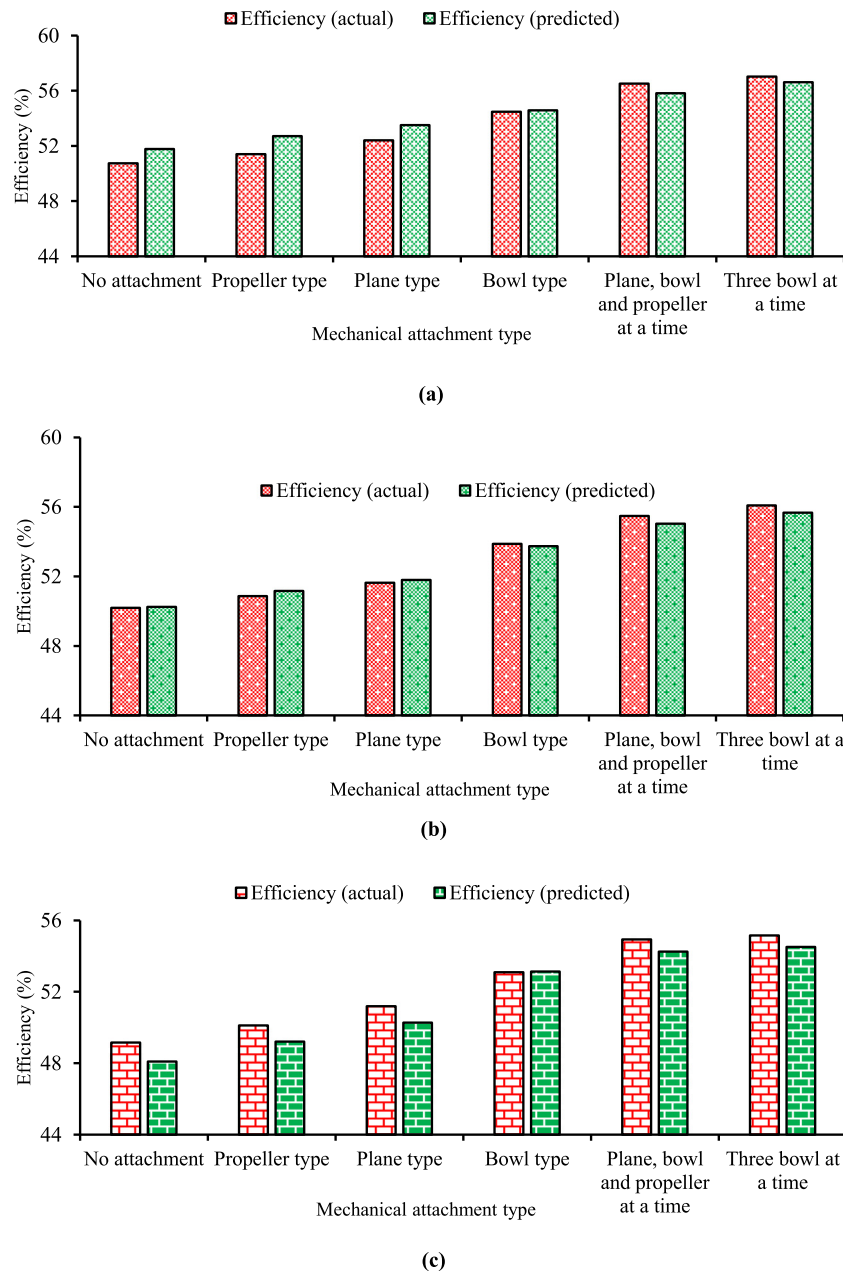 Efficiency (actual) Efficiency (predicted)
60
56
52
48
44
Efficiency (%)
No attachment Propeller type Plane type Bowl type Plane, bowl Three bowl at
and propeller a time
at a time
Mechanical attachment type
(a)
60
56
52
48
44
Efficiency (%)
Efficiency (actual) Efficiency (predicted)
No attachment Propeller type Plane type Bowl type Plane, bowl Three bowl at a
and propeller time
at a time
Mechanical attachment type
(b)
Efficiency (actual) Efficiency (predicted)
56
52
48
44
Efficiency (%)
No attachment Propeller type Plane type Bowl type Plane, bowl Three bowl at
and propeller a time
at a time
Mechanical attachment type
(c)